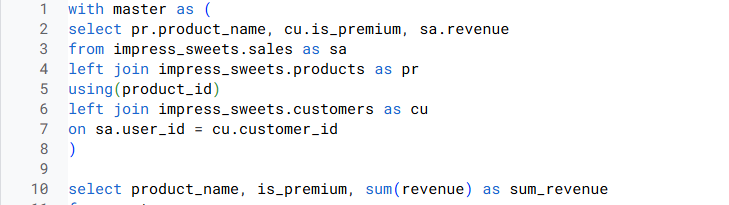 1 with master as (
2 select pr.product_name, cu.is_premium, sa.revenue
3 from impress_sweets.sales as sa
4 left join impress_sweets.products as pr
5 using(product_id)
6 left join impress_sweets.customers as cu
7 on sa.user_id = cu.customer_id
8 )
9
10 select product_name, is_premium, sum(revenue) as sum_revenue